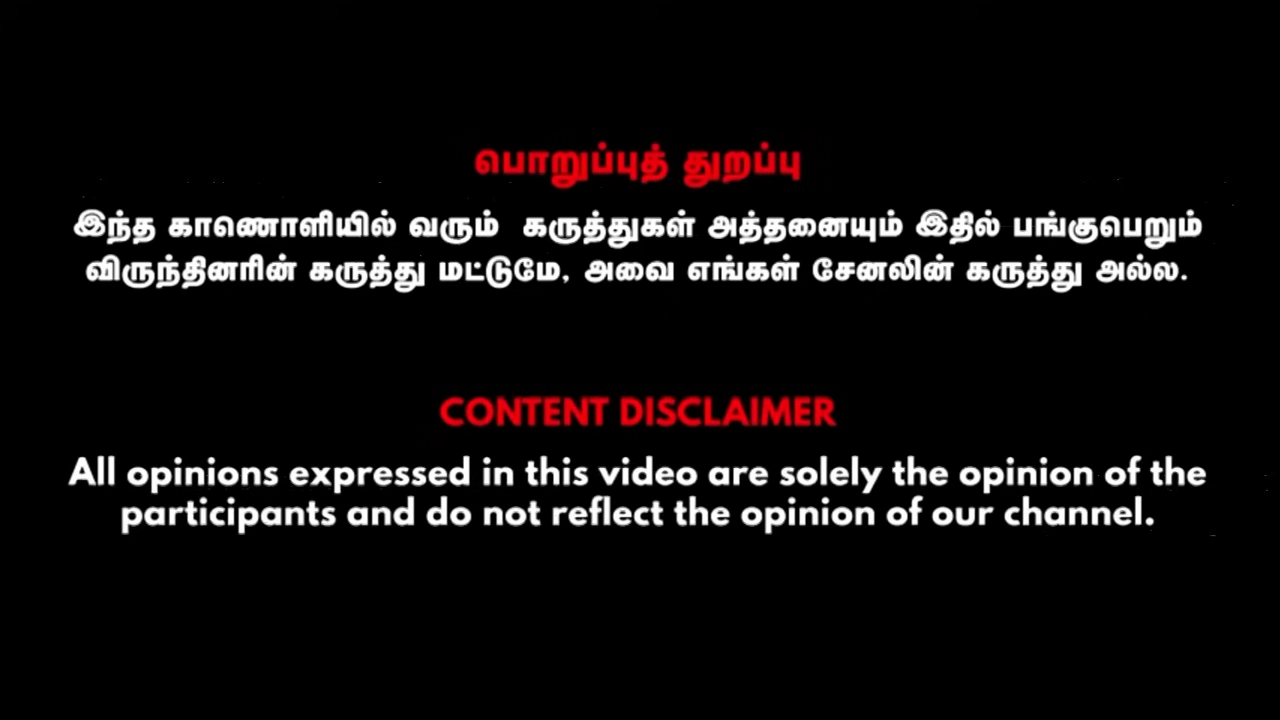 பொறுப்புத் துறப்பு
இந்த காணொளியில் வரும் கருத்துகள் அத்தனையும் இதில் பங்குபெறும்
விருந்தினரின் கருத்து மட்டுமே, அவை எங்கள் சேனலின் கருத்து அல்ல.
CONTENT DISCLAIMER
All opinions expressed in this video are solely the opinion of the
participants and do not reflect the opinion of our channel.